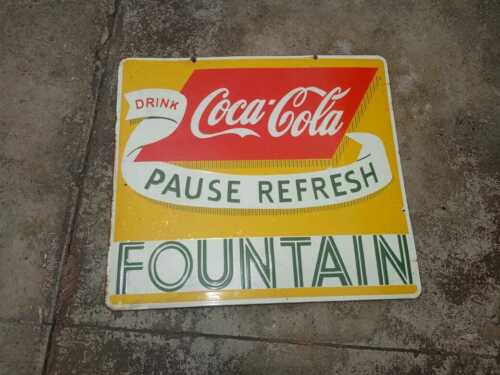 DRINK
Coca-Cola
PAUSE REFRESH
FOUNTAIN